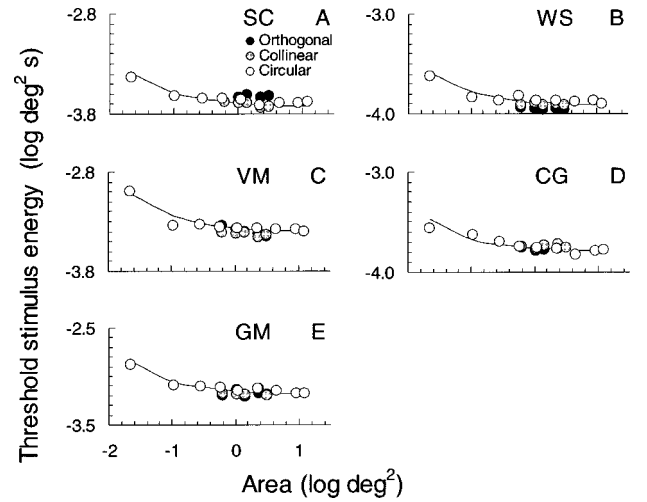 SC A
-2.8
Orthogonal
Collinear
Circular
-3.8
WS B
-3.0
-4.0
VM C
-2.8
-3.8
CG D
-3.0
-4.0
GM E
-2.5
-3.5
-2 -1 0 1
Area (log deg²)
Threshold stimulus energy (log deg² s)